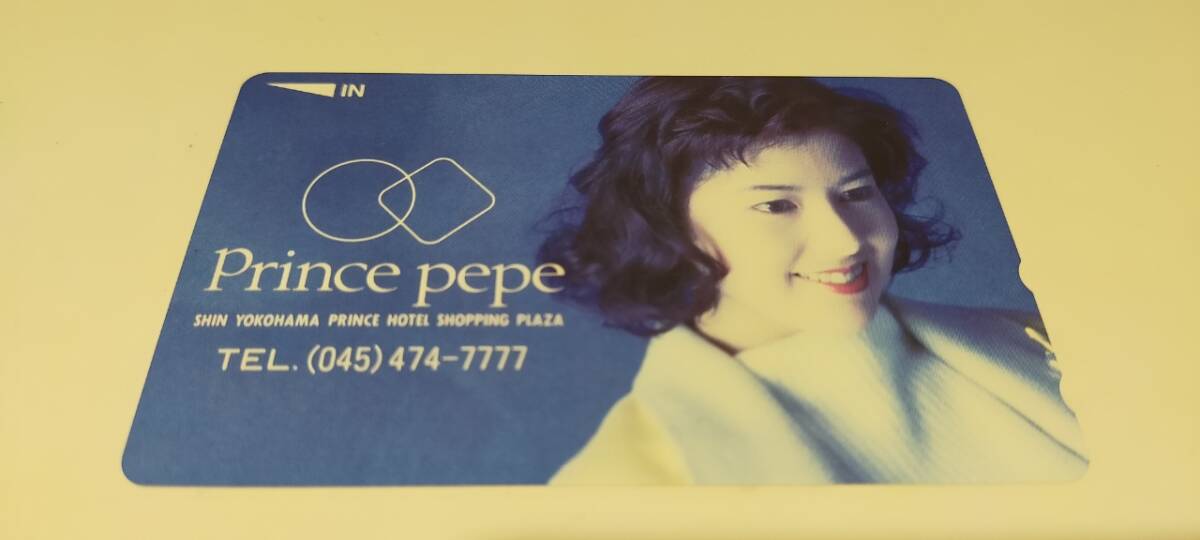 IN
Prince pepe
SHIN YOKOHAMA PRINCE HOTEL SHOPPING PLAZA
TEL. (045) 474-7777